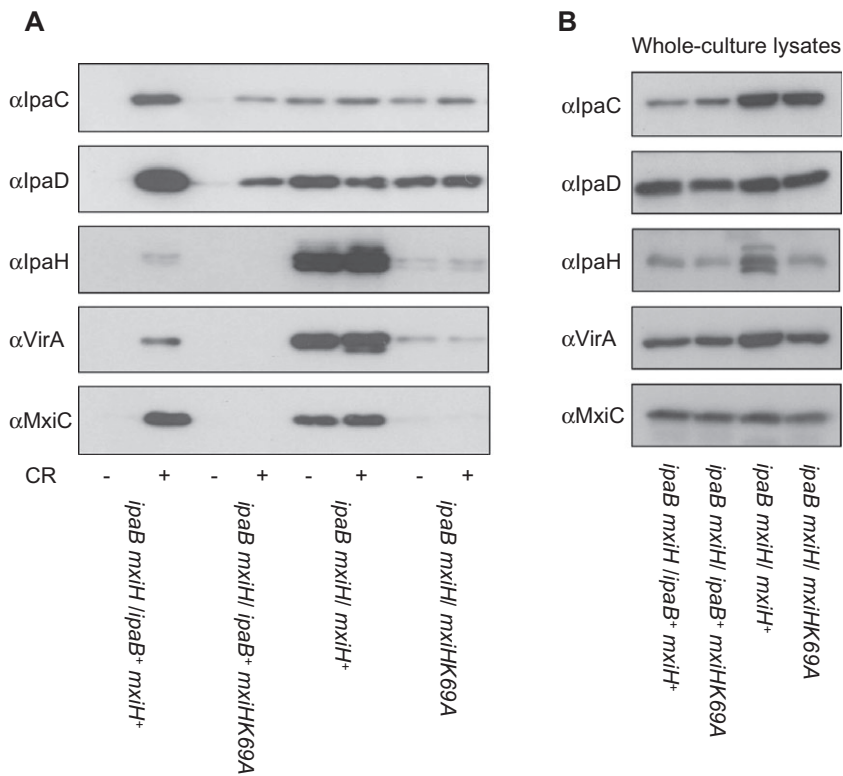 A
αIpaC
αIpaD
αIpaH
αVirA
αMxiC
CR - + - + - + - +
ipaB mxiH /ipaB⁺ mxiH⁺
ipaB mxiH/ ipaB⁺ mxiHK69A
ipaB mxiH/ mxiH⁺
ipaB mxiH/ mxiHK69A
B
Whole-culture lysates
αIpaC
αIpaD
αIpaH
αVirA
αMxiC
ipaB mxiH /ipaB⁺ mxiH⁺
ipaB mxiH/ ipaB⁺ mxiHK69A
ipaB mxiH/ mxiH⁺
ipaB mxiH/ mxiHK69A